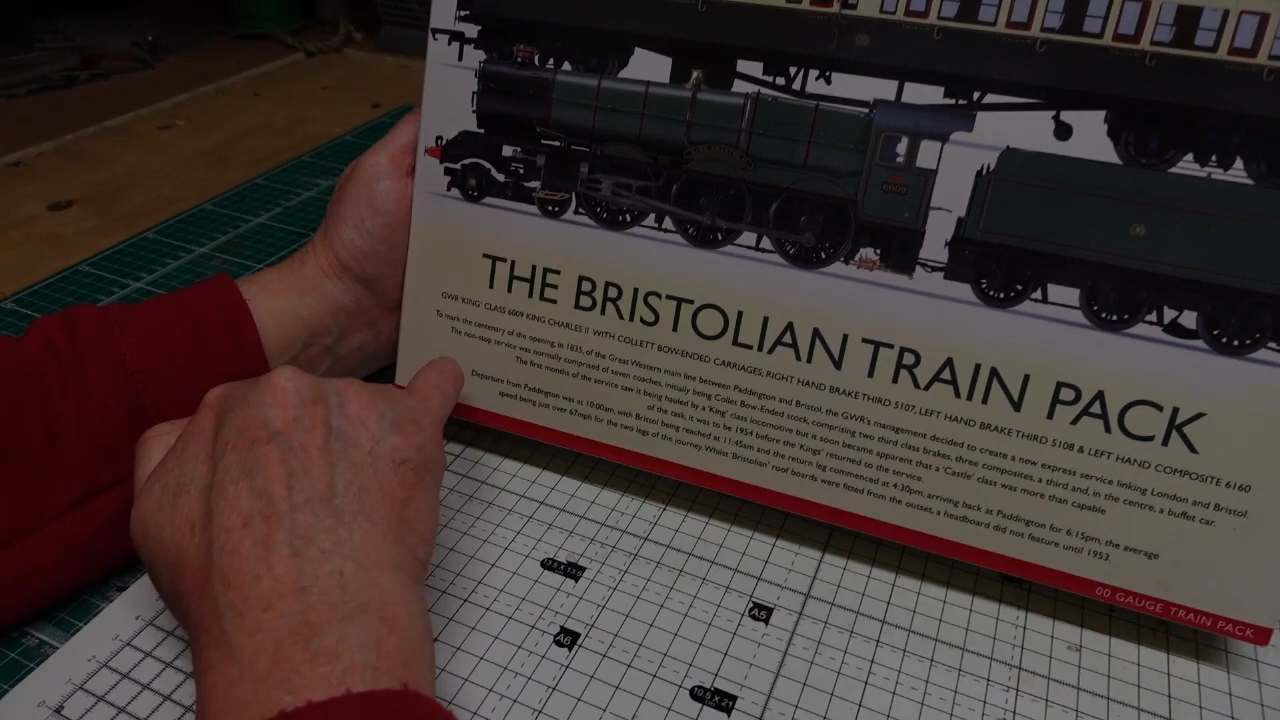 6009
THE BRISTOLIAN TRAIN PACK
GWR 'KING' CLASS 6009 KING CHARLES II WITH COLLETT BOW-ENDED CARRIAGES; RIGHT HAND BRAKE THIRD 5107, LEFT HAND BRAKE THIRD 5108 & LEFT HAND COMPOSITE 6160
To mark the centenary of the opening, in 1835, of the Great Western main line between Paddington and Bristol, the GWR's management decided to create a new express service linking London and Bristol.
The non-stop service was normally comprised of seven coaches, initially being Collet Bow-Ended stock, comprising two third class brakes, three composites, a third and, in the centre, a buffet car.
The first months of the service saw it being hauled by a 'King' class locomotive but it soon became apparent that a 'Castle' class was more than capable
of the task, it was to be 1954 before the 'Kings' returned to the service.
Departure from Paddington was at 10:00am, with Bristol being reached at 11:45am and the return leg commenced at 4:30pm, arriving back at Paddington for 6:15pm, the average
speed being just over 67mph for the two legs of the journey. Whilst 'Bristolian' roof boards were fitted from the outset, a headboard did not feature until 1953.
00 GAUGE TRAIN PACK
13.5 X 13.5
A5
A6
10.5 X 21